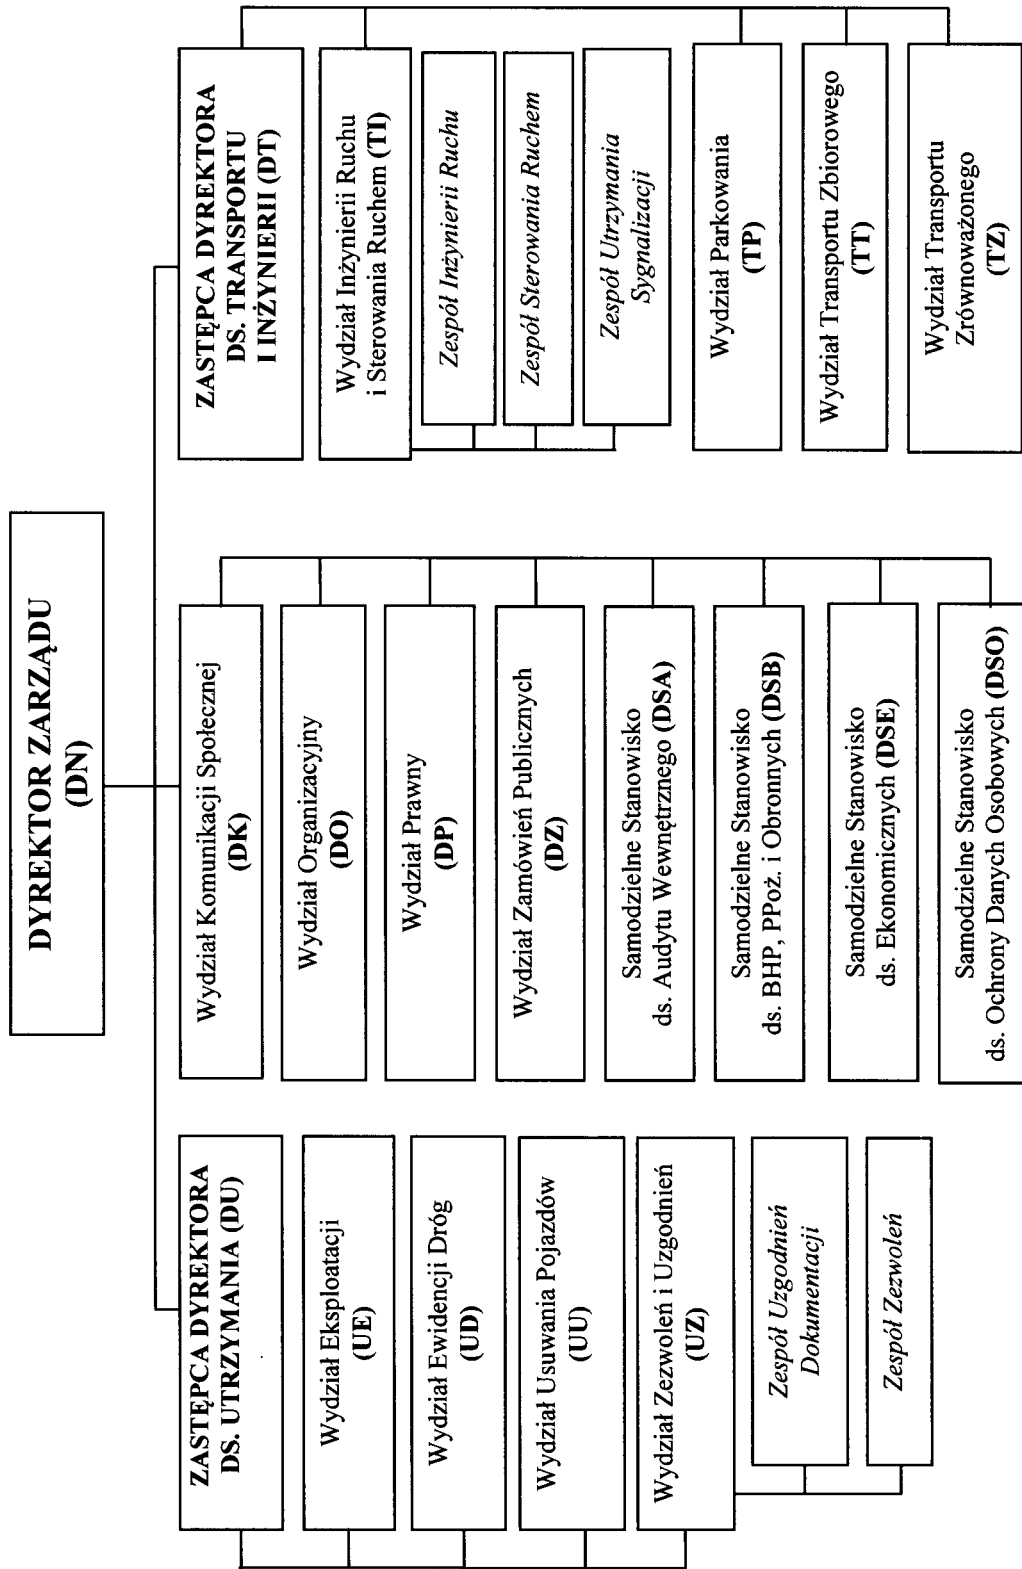 DYREKTOR ZARZĄDU
(DN)
ZASTĘPCA DYREKTORA
DS. UTRZYMANIA (DU)
Wydział Eksploatacji
(UE)
Wydział Ewidencji Dróg
(UD)
Wydział Usuwania Pojazdów
(UU)
Wydział Zezwoleń i Uzgodnień
(UZ)
Zespół Uzgodnień
Dokumentacji
Zespół Zezwoleń
Wydział Komunikacji Społecznej
(DK)
Wydział Organizacyjny
(DO)
Wydział Prawny
(DP)
Wydział Zamówień Publicznych
(DZ)
Samodzielne Stanowisko
ds. Audytu Wewnętrznego (DSA)
Samodzielne Stanowisko
ds. BHP, PPoż. i Obronnych (DSB)
Samodzielne Stanowisko
ds. Ekonomicznych (DSE)
Samodzielne Stanowisko
ds. Ochrony Danych Osobowych (DSO)
ZASTĘPCA DYREKTORA
DS. TRANSPORTU
I INŻYNIERII (DT)
Wydział Inżynierii Ruchu
i Sterowania Ruchem (TI)
Zespół Inżynierii Ruchu
Zespół Sterowania Ruchem
Zespół Utrzymania
Sygnalizacji
Wydział Parkowania
(TP)
Wydział Transportu Zbiorowego
(TT)
Wydział Transportu
Zrównoważonego
(TZ)